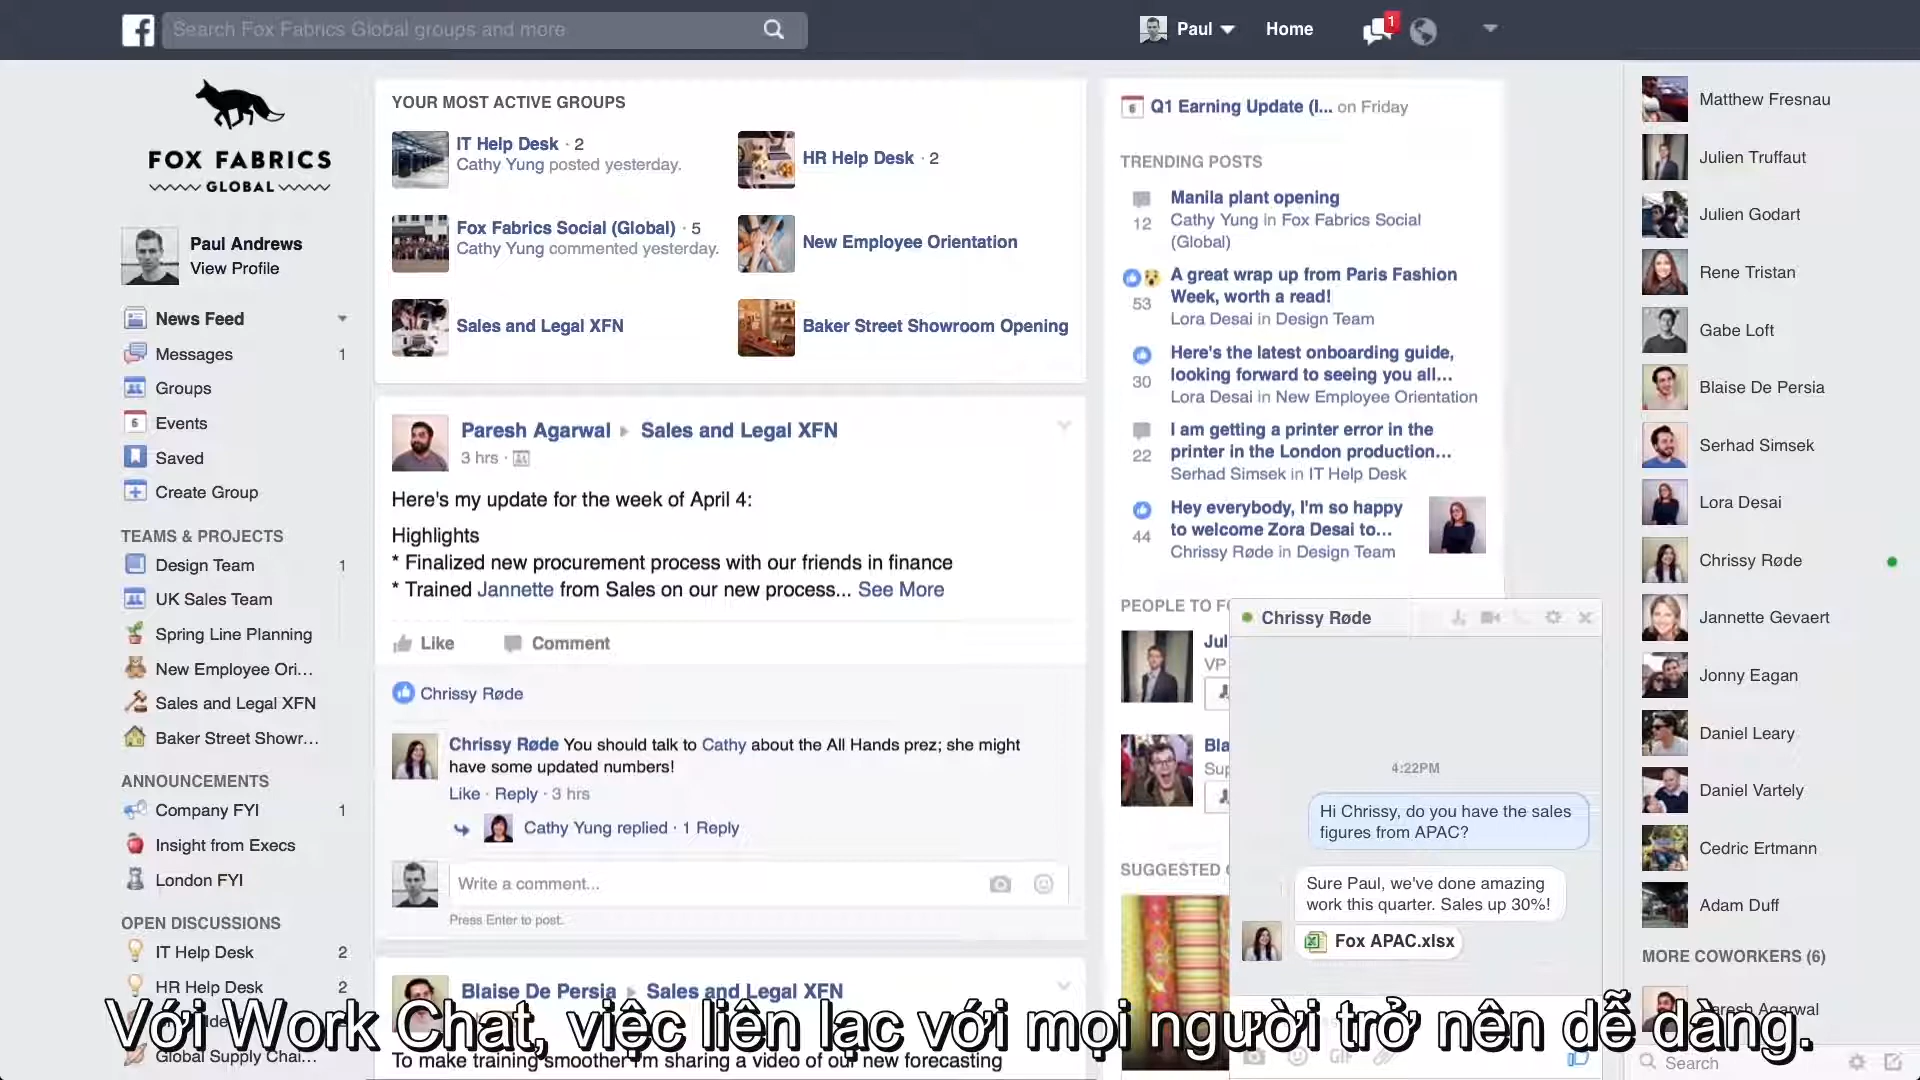 Search Fox Fabrics Global groups and more
Paul
Home
1
FOX FABRICS
GLOBAL
Paul Andrews
View Profile
News Feed
Messages 1
Groups
6 Events
Saved
Create Group
TEAMS & PROJECTS
Design Team 1
UK Sales Team
Spring Line Planning
New Employee Ori...
Sales and Legal XFN
Baker Street Showr...
ANNOUNCEMENTS
Company FYI 1
Insight from Execs
London FYI
OPEN DISCUSSIONS
IT Help Desk 2
HR Help Desk 2
Global Supply Chai...
YOUR MOST ACTIVE GROUPS
IT Help Desk · 2
Cathy Yung posted yesterday.
HR Help Desk · 2
Fox Fabrics Social (Global) · 5
Cathy Yung commented yesterday.
New Employee Orientation
Sales and Legal XFN
Baker Street Showroom Opening
Paresh Agarwal ▸ Sales and Legal XFN
3 hrs ·
Here's my update for the week of April 4:
Highlights
* Finalized new procurement process with our friends in finance
* Trained Jannette from Sales on our new process... See More
Like Comment
Chrissy Røde
Chrissy Røde You should talk to Cathy about the All Hands prez; she might
have some updated numbers!
Like · Reply · 3 hrs
Cathy Yung replied · 1 Reply
Write a comment...
Press Enter to post.
Blaise De Persia ▸ Sales and Legal XFN
To make training smoother I'm sharing a video of our new forecasting
6 Q1 Earning Update (I... on Friday
TRENDING POSTS
Manila plant opening
12 Cathy Yung in Fox Fabrics Social
(Global)
A great wrap up from Paris Fashion
Week, worth a read!
53
Lora Desai in Design Team
Here's the latest onboarding guide,
looking forward to seeing you all...
30
Lora Desai in New Employee Orientation
I am getting a printer error in the
printer in the London production...
22
Serhad Simsek in IT Help Desk
Hey everybody, I'm so happy
to welcome Zora Desai to...
44
Chrissy Røde in Design Team
PEOPLE TO F
Jul
VP
Bla
Sup
SUGGESTED
Chrissy Røde
4:22PM
Hi Chrissy, do you have the sales
figures from APAC?
Sure Paul, we've done amazing
work this quarter. Sales up 30%!
Fox APAC.xlsx
GIF
Matthew Fresnau
Julien Truffaut
Julien Godart
Rene Tristan
Gabe Loft
Blaise De Persia
Serhad Simsek
Lora Desai
Chrissy Røde
Jannette Gevaert
Jonny Eagan
Daniel Leary
Daniel Vartely
Cedric Ertmann
Adam Duff
MORE COWORKERS (6)
Paresh Agarwal
Search
Với Work Chat, việc liên lạc với mọi người trở nên dễ dàng.